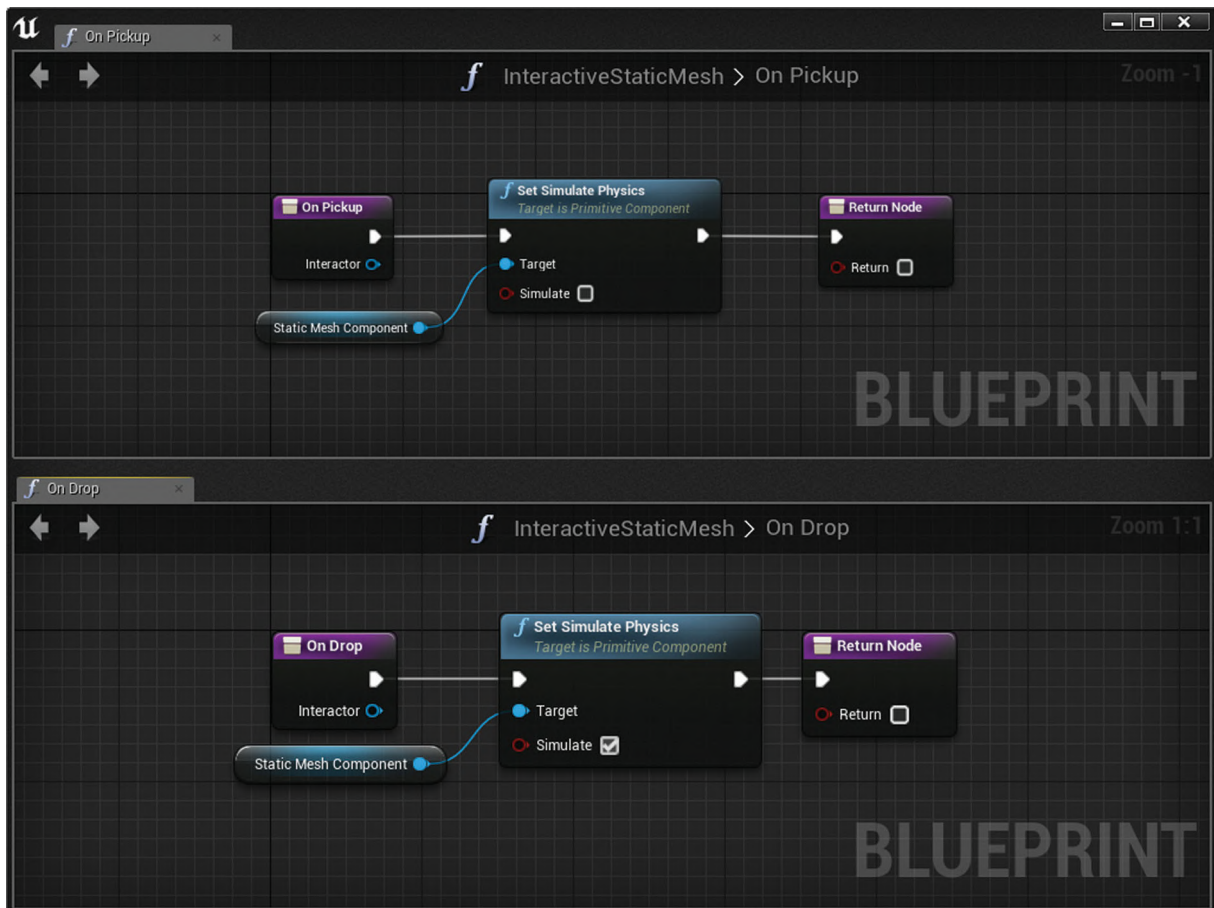 On Pickup
InteractiveStaticMesh > On Pickup
Zoom -1
On Pickup
Interactor
Static Mesh Component
f Set Simulate Physics
Target is Primitive Component
Target
Simulate
Return Node
Return
BLUEPRINT
On Drop
InteractiveStaticMesh > On Drop
Zoom 1:1
On Drop
Interactor
Static Mesh Component
f Set Simulate Physics
Target is Primitive Component
Target
Simulate
Return Node
Return
BLUEPRINT